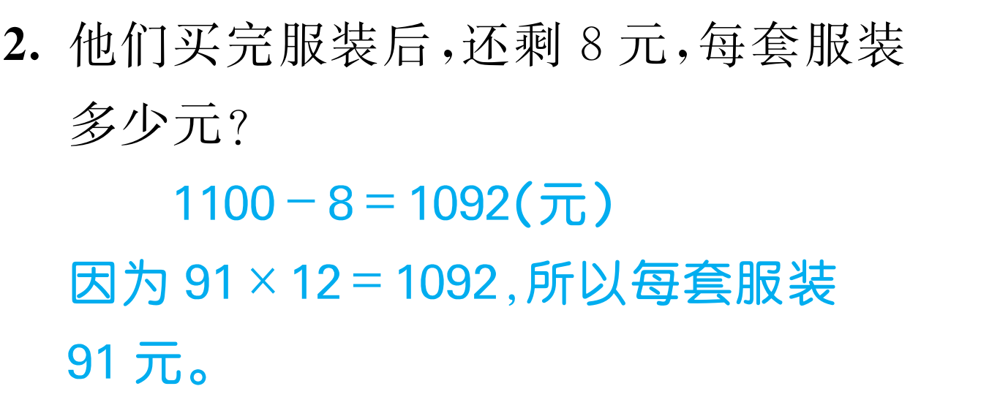 2. 他们买完服装后,还剩 8 元,每套服装
多少元?
1100-8=1092(元)
因为 91×12=1092,所以每套服装
91 元。